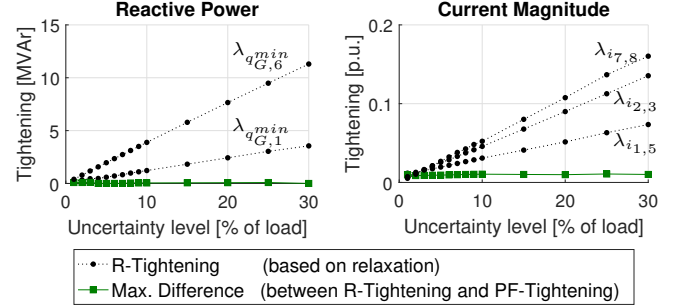 Reactive Power
Tightening [MVAr]
15
10
5
0
0 10 20 30
Uncertainty level [% of load]
λ_{q_{G,6}^{min}}
λ_{q_{G,1}^{min}}
Current Magnitude
Tightening [p.u.]
0.2
0.1
0
0 10 20 30
Uncertainty level [% of load]
λ_{i_{7,8}}
λ_{i_{2,3}}
λ_{i_{1,5}}
R-Tightening (based on relaxation)
Max. Difference (between R-Tightening and PF-Tightening)